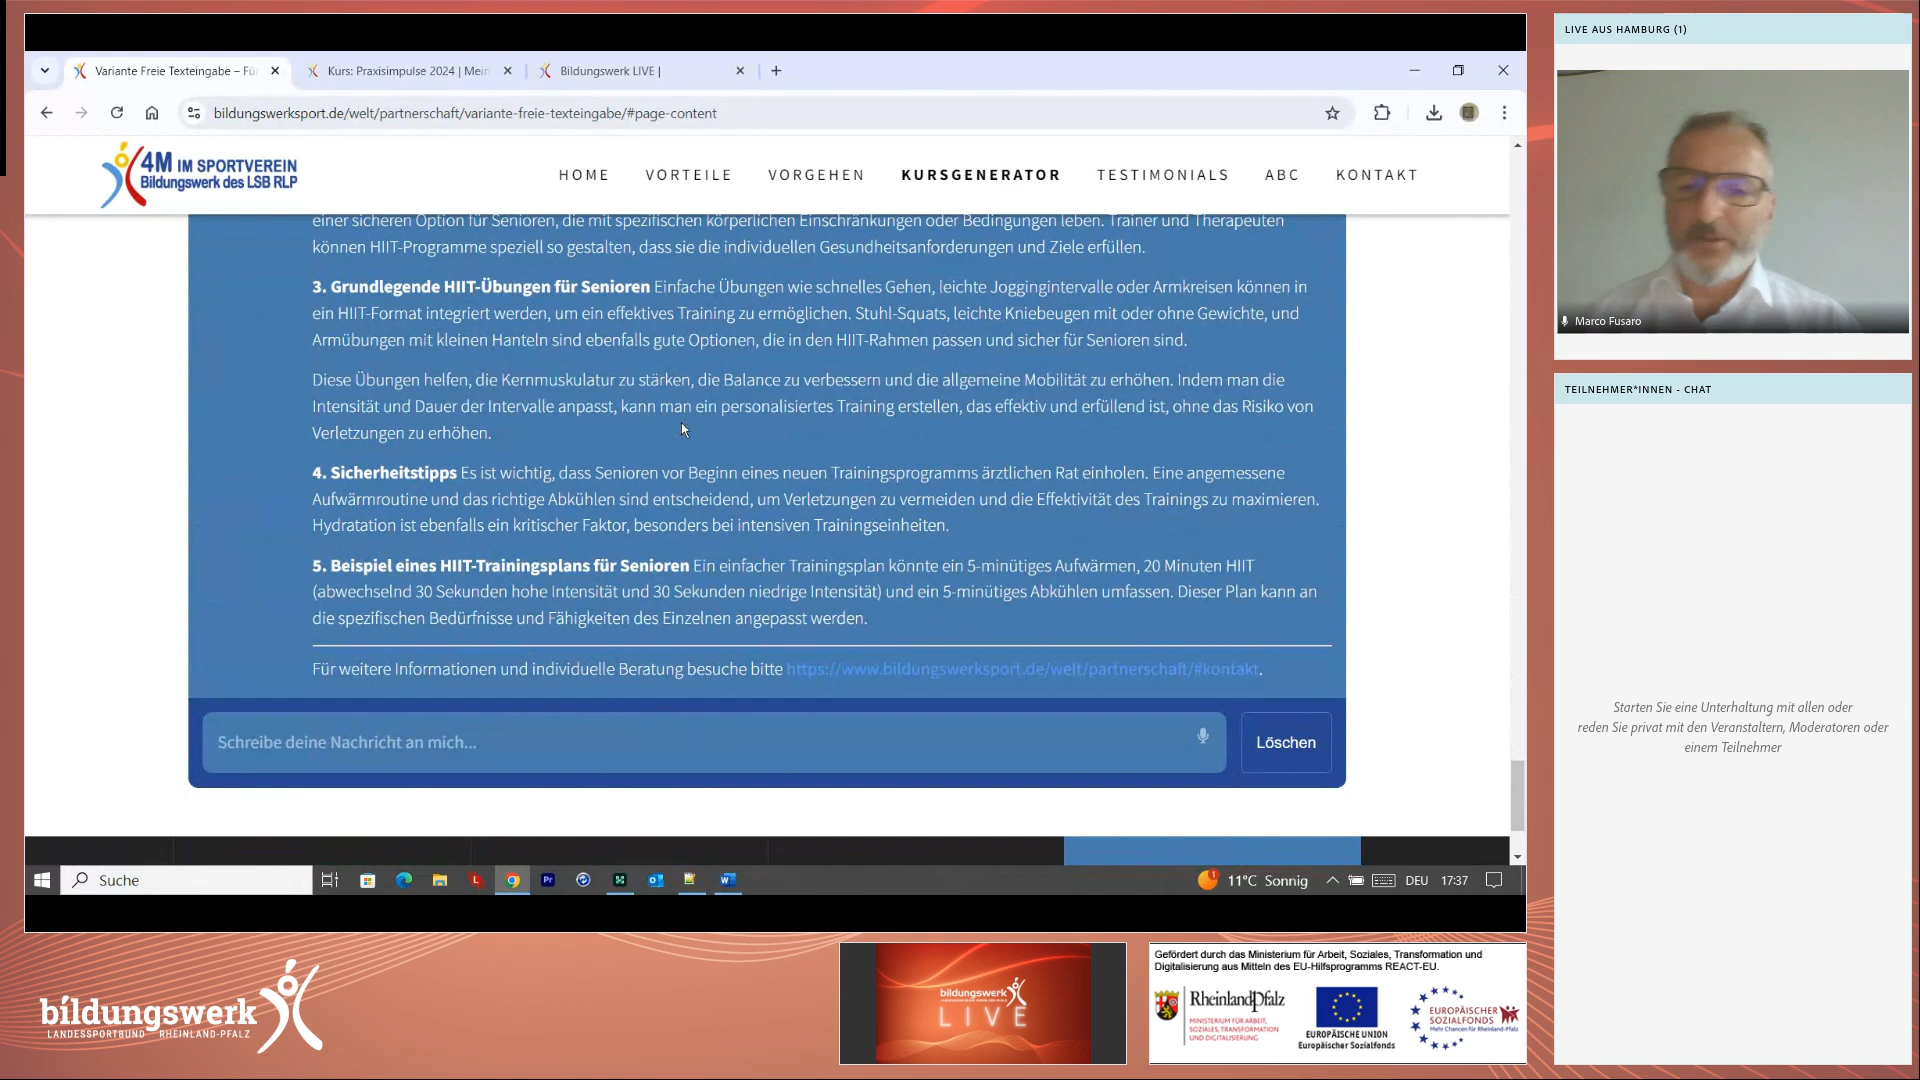 Variante Freie Texteingabe – Fü
Kurs: Praxisimpulse 2024 | Mein
Bildungswerk LIVE |
bildungswerksport.de/welt/partnerschaft/variante-freie-texteingabe/#page-content
4M IM SPORTVEREIN
Bildungswerk des LSB RLP
HOME VORTEILE VORGEHEN KURSGENERATOR TESTIMONIALS ABC KONTAKT
einer sicheren Option für Senioren, die mit spezifischen körperlichen Einschränkungen oder Bedingungen leben. Trainer und Therapeuten
können HIIT-Programme speziell so gestalten, dass sie die individuellen Gesundheitsanforderungen und Ziele erfüllen.
3. Grundlegende HIIT-Übungen für Senioren Einfache Übungen wie schnelles Gehen, leichte Joggingintervalle oder Armkreisen können in
ein HIIT-Format integriert werden, um ein effektives Training zu ermöglichen. Stuhl-Squats, leichte Kniebeugen mit oder ohne Gewichte, und
Armübungen mit kleinen Hanteln sind ebenfalls gute Optionen, die in den HIIT-Rahmen passen und sicher für Senioren sind.
Diese Übungen helfen, die Kernmuskulatur zu stärken, die Balance zu verbessern und die allgemeine Mobilität zu erhöhen. Indem man die
Intensität und Dauer der Intervalle anpasst, kann man ein personalisiertes Training erstellen, das effektiv und erfüllend ist, ohne das Risiko von
Verletzungen zu erhöhen.
4. Sicherheitstipps Es ist wichtig, dass Senioren vor Beginn eines neuen Trainingsprogramms ärztlichen Rat einholen. Eine angemessene
Aufwärmroutine und das richtige Abkühlen sind entscheidend, um Verletzungen zu vermeiden und die Effektivität des Trainings zu maximieren.
Hydratation ist ebenfalls ein kritischer Faktor, besonders bei intensiven Trainingseinheiten.
5. Beispiel eines HIIT-Trainingsplans für Senioren Ein einfacher Trainingsplan könnte ein 5-minütiges Aufwärmen, 20 Minuten HIIT
(abwechselnd 30 Sekunden hohe Intensität und 30 Sekunden niedrige Intensität) und ein 5-minütiges Abkühlen umfassen. Dieser Plan kann an
die spezifischen Bedürfnisse und Fähigkeiten des Einzelnen angepasst werden.
Für weitere Informationen und individuelle Beratung besuche bitte https://www.bildungswerksport.de/welt/partnerschaft/#kontakt.
Schreibe deine Nachricht an mich...
Löschen
Suche
11°C Sonnig
DEU
17:37
LIVE AUS HAMBURG (1)
Marco Fusaro
TEILNEHMER*INNEN - CHAT
Starten Sie eine Unterhaltung mit allen oder
reden Sie privat mit den Veranstaltern, Moderatoren oder
einem Teilnehmer
bildungswerk
LANDESSPORTBUND RHEINLAND-PFALZ
bildungswerk
LIVE
Gefördert durch das Ministerium für Arbeit, Soziales, Transformation und
Digitalisierung aus Mitteln des EU-Hilfsprogramms REACT-EU.
RheinlandPfalz
MINISTERIUM FÜR ARBEIT,
SOZIALES, TRANSFORMATION
UND DIGITALISIERUNG
EUROPÄISCHE UNION
Europäischer Sozialfonds
EUROPÄISCHER
SOZIALFONDS
Mehr Chancen für Rheinland-Pfalz